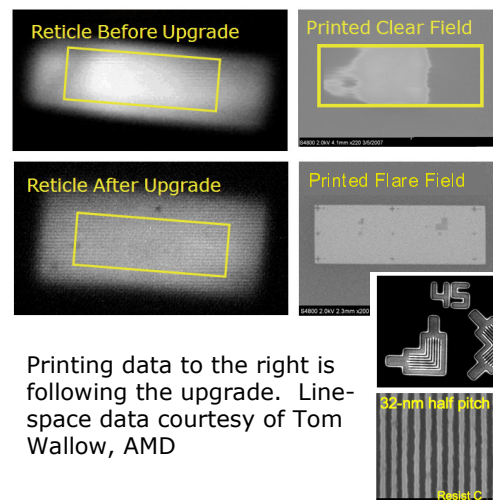 Reticle Before Upgrade
Printed Clear Field
S4800 2.0kV 4.1mm x220 3/5/2007
Reticle After Upgrade
Printed Flare Field
S4800 2.0kV 2.3mm x200
45
Printing data to the right is
following the upgrade. Line-
space data courtesy of Tom
Wallow, AMD
32-nm half pitch
Resist C